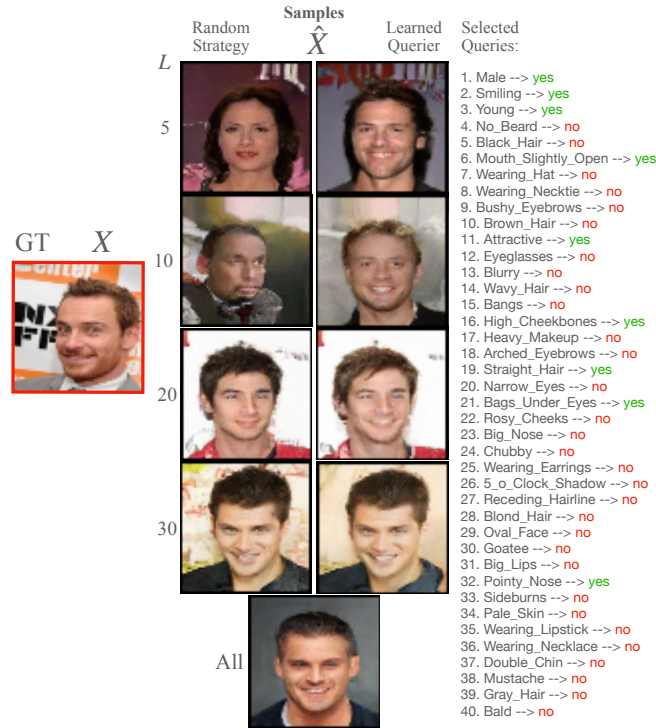 Samples
Random Strategy
X̂
Learned Querier
Selected Queries:
L
5
10
20
30
All
GT X
1. Male --> yes
2. Smiling --> yes
3. Young --> yes
4. No_Beard --> no
5. Black_Hair --> no
6. Mouth_Slightly_Open --> yes
7. Wearing_Hat --> no
8. Wearing_Necktie --> no
9. Bushy_Eyebrows --> no
10. Brown_Hair --> no
11. Attractive --> yes
12. Eyeglasses --> no
13. Blurry --> no
14. Wavy_Hair --> no
15. Bangs --> no
16. High_Cheekbones --> yes
17. Heavy_Makeup --> no
18. Arched_Eyebrows --> no
19. Straight_Hair --> yes
20. Narrow_Eyes --> no
21. Bags_Under_Eyes --> yes
22. Rosy_Cheeks --> no
23. Big_Nose --> no
24. Chubby --> no
25. Wearing_Earrings --> no
26. 5_o_Clock_Shadow --> no
27. Receding_Hairline --> no
28. Blond_Hair --> no
29. Oval_Face --> no
30. Goatee --> no
31. Big_Lips --> no
32. Pointy_Nose --> yes
33. Sideburns --> no
34. Pale_Skin --> no
35. Wearing_Lipstick --> no
36. Wearing_Necklace --> no
37. Double_Chin --> no
38. Mustache --> no
39. Gray_Hair --> no
40. Bald --> no